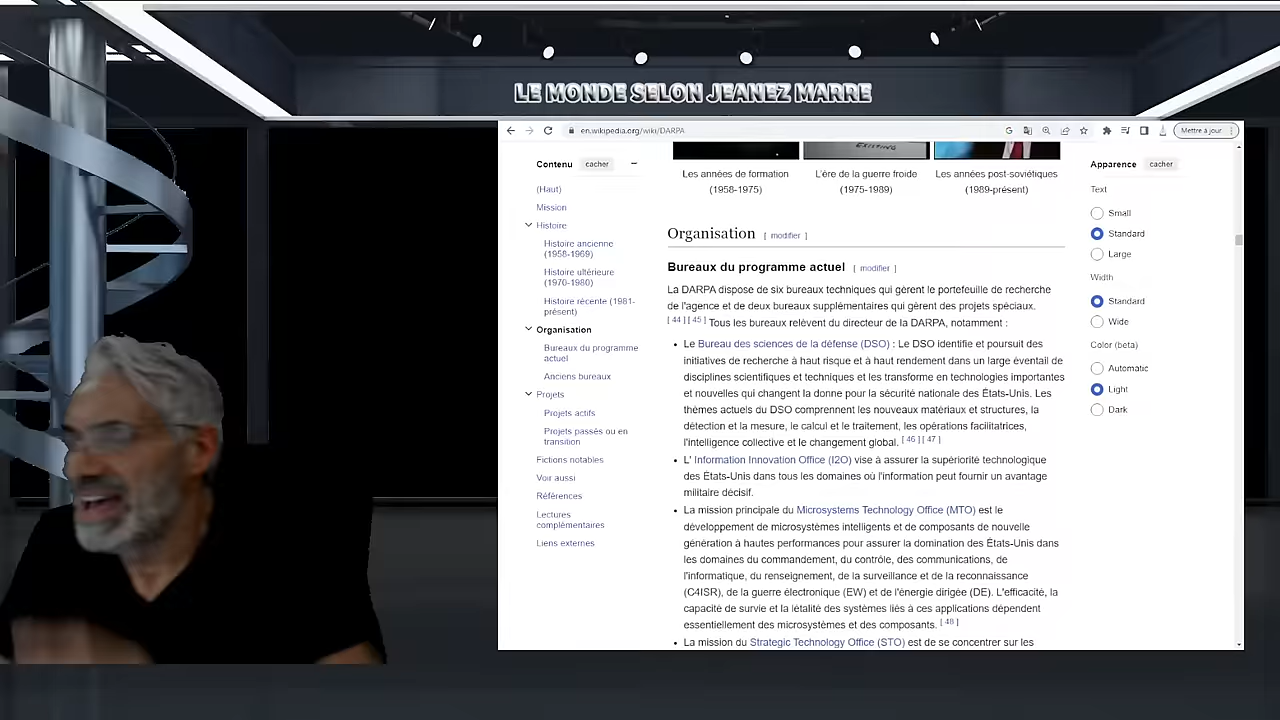 LE MONDE SELON JEANEZ MARRE
en.wikipedia.org/wiki/DARPA
Mettre à jour
Contenu cacher
(Haut)
Mission
Histoire
Histoire ancienne
(1958-1969)
Histoire ultérieure
(1970-1980)
Histoire récente (1981-
présent)
Organisation
Bureaux du programme
actuel
Anciens bureaux
Projets
Projets actifs
Projets passés ou en
transition
Fictions notables
Voir aussi
Références
Lectures
complémentaires
Liens externes
Les années de formation
(1958-1975)
L'ère de la guerre froide
(1975-1989)
Les années post-soviétiques
(1989-présent)
Organisation [ modifier ]
Bureaux du programme actuel [ modifier ]
La DARPA dispose de six bureaux techniques qui gèrent le portefeuille de recherche
de l'agence et de deux bureaux supplémentaires qui gèrent des projets spéciaux.
[ 44 ] [ 45 ] Tous les bureaux relèvent du directeur de la DARPA, notamment :
• Le Bureau des sciences de la défense (DSO) : Le DSO identifie et poursuit des
initiatives de recherche à haut risque et à haut rendement dans un large éventail de
disciplines scientifiques et techniques et les transforme en technologies importantes
et nouvelles qui changent la donne pour la sécurité nationale des États-Unis. Les
thèmes actuels du DSO comprennent les nouveaux matériaux et structures, la
détection et la mesure, le calcul et le traitement, les opérations facilitatrices,
l'intelligence collective et le changement global. [ 46 ] [ 47 ]
• L' Information Innovation Office (I2O) vise à assurer la supériorité technologique
des États-Unis dans tous les domaines où l'information peut fournir un avantage
militaire décisif.
• La mission principale du Microsystems Technology Office (MTO) est le
développement de microsystèmes intelligents et de composants de nouvelle
génération à hautes performances pour assurer la domination des États-Unis dans
les domaines du commandement, du contrôle, des communications, de
l'informatique, du renseignement, de la surveillance et de la reconnaissance
(C4ISR), de la guerre électronique (EW) et de l'énergie dirigée (DE). L'efficacité, la
capacité de survie et la létalité des systèmes liés à ces applications dépendent
essentiellement des microsystèmes et des composants. [ 48 ]
• La mission du Strategic Technology Office (STO) est de se concentrer sur les
Apparence cacher
Text
Small
Standard
Large
Width
Standard
Wide
Color (beta)
Automatic
Light
Dark